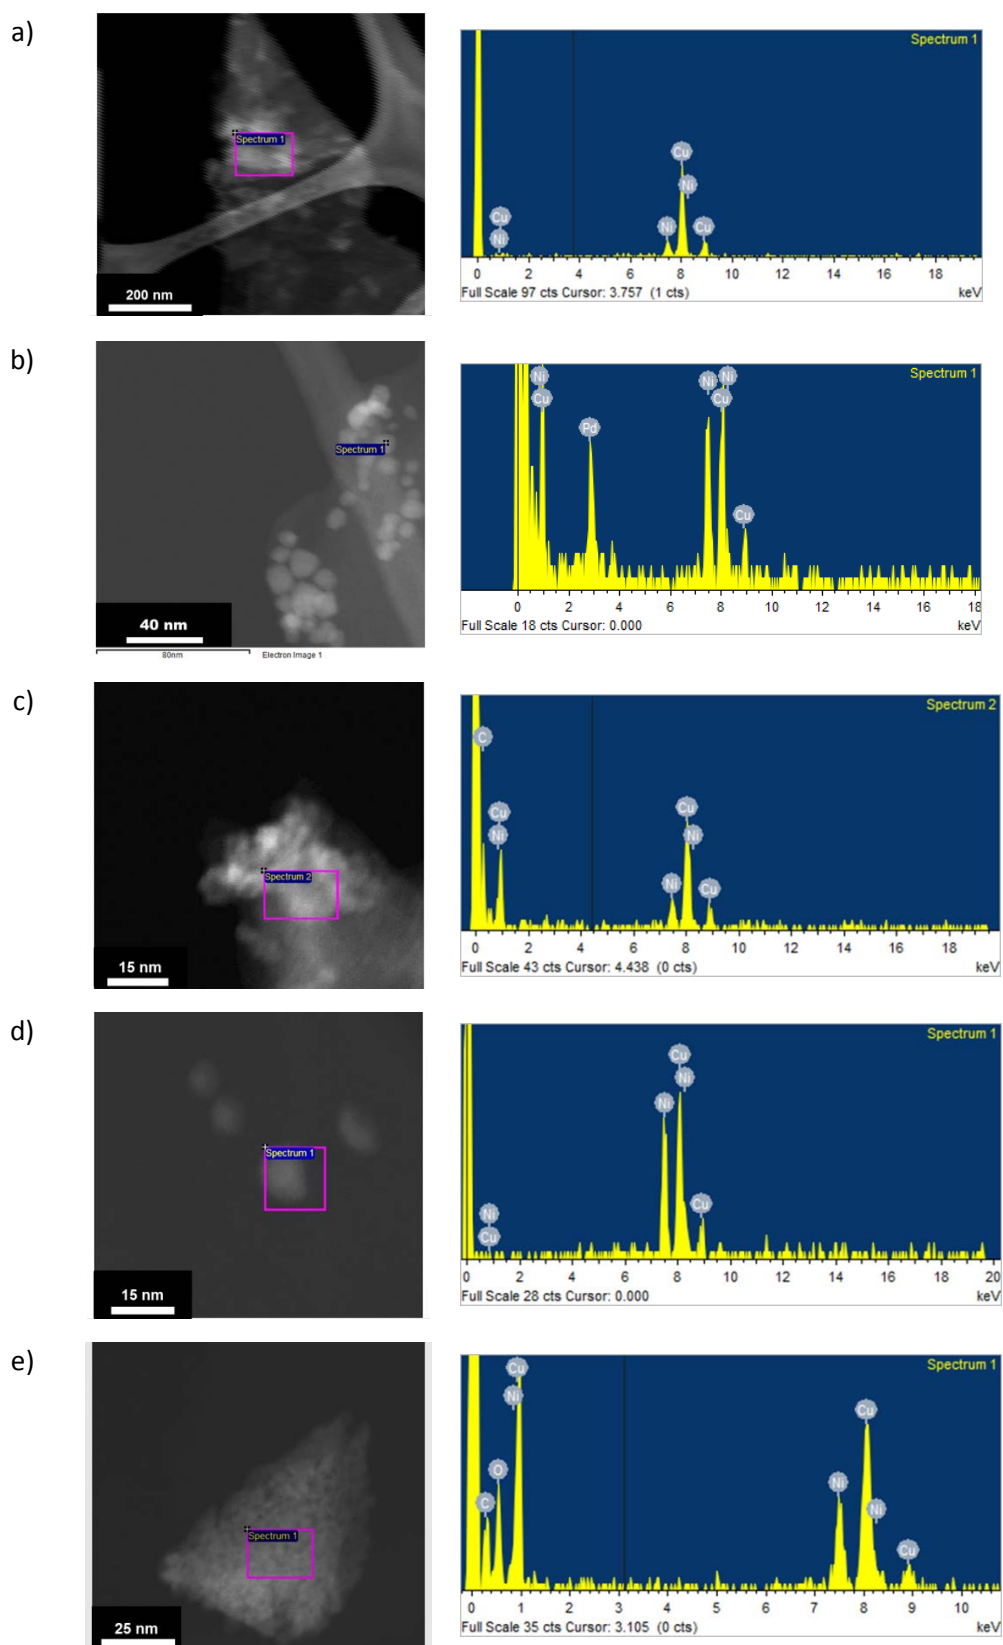 a)
Spectrum 1
200 nm
Spectrum 1
Cu
Ni
Cu
Ni
Ni
Cu
0 2 4 6 8 10 12 14 16 18
Full Scale 97 cts Cursor: 3.757 (1 cts) keV
b)
Spectrum 1
40 nm
80nm Electron Image 1
Spectrum 1
Ni
Cu
Pd
Ni
Ni
Cu
Cu
0 2 4 6 8 10 12 14 16 18
Full Scale 18 cts Cursor: 0.000 keV
c)
Spectrum 2
15 nm
Spectrum 2
C
Cu
Ni
Cu
Ni
Ni
Cu
0 2 4 6 8 10 12 14 16 18
Full Scale 43 cts Cursor: 4.438 (0 cts) keV
d)
Spectrum 1
15 nm
Spectrum 1
Cu
Ni
Ni
Cu
Ni
Cu
0 2 4 6 8 10 12 14 16 18 20
Full Scale 28 cts Cursor: 0.000 keV
e)
Spectrum 1
25 nm
Spectrum 1
Cu
Ni
O
C
Cu
Ni
Ni
Cu
0 1 2 3 4 5 6 7 8 9 10
Full Scale 35 cts Cursor: 3.105 (0 cts) keV